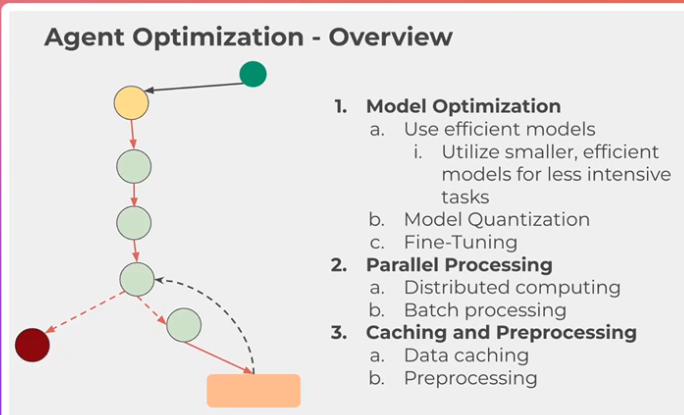 Agent Optimization - Overview
1. Model Optimization
a. Use efficient models
i. Utilize smaller, efficient
models for less intensive
tasks
b. Model Quantization
c. Fine-Tuning
2. Parallel Processing
a. Distributed computing
b. Batch processing
3. Caching and Preprocessing
a. Data caching
b. Preprocessing